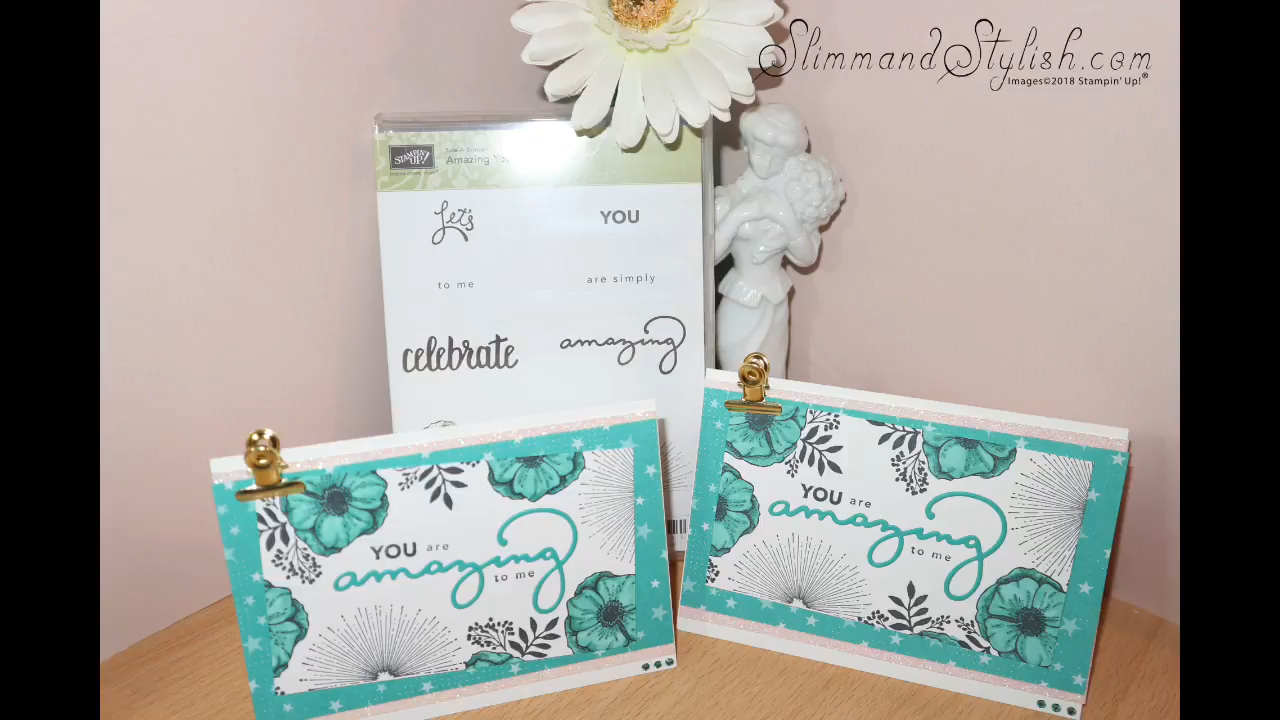 SlimmandStylish.com
Images©2018 Stampin' Up!®
STAMPIN' UP!
Amazing Yo
Let's
YOU
to me
are simply
celebrate
amazing
YOU are
amazing
to me
YOU are
amazing
to me